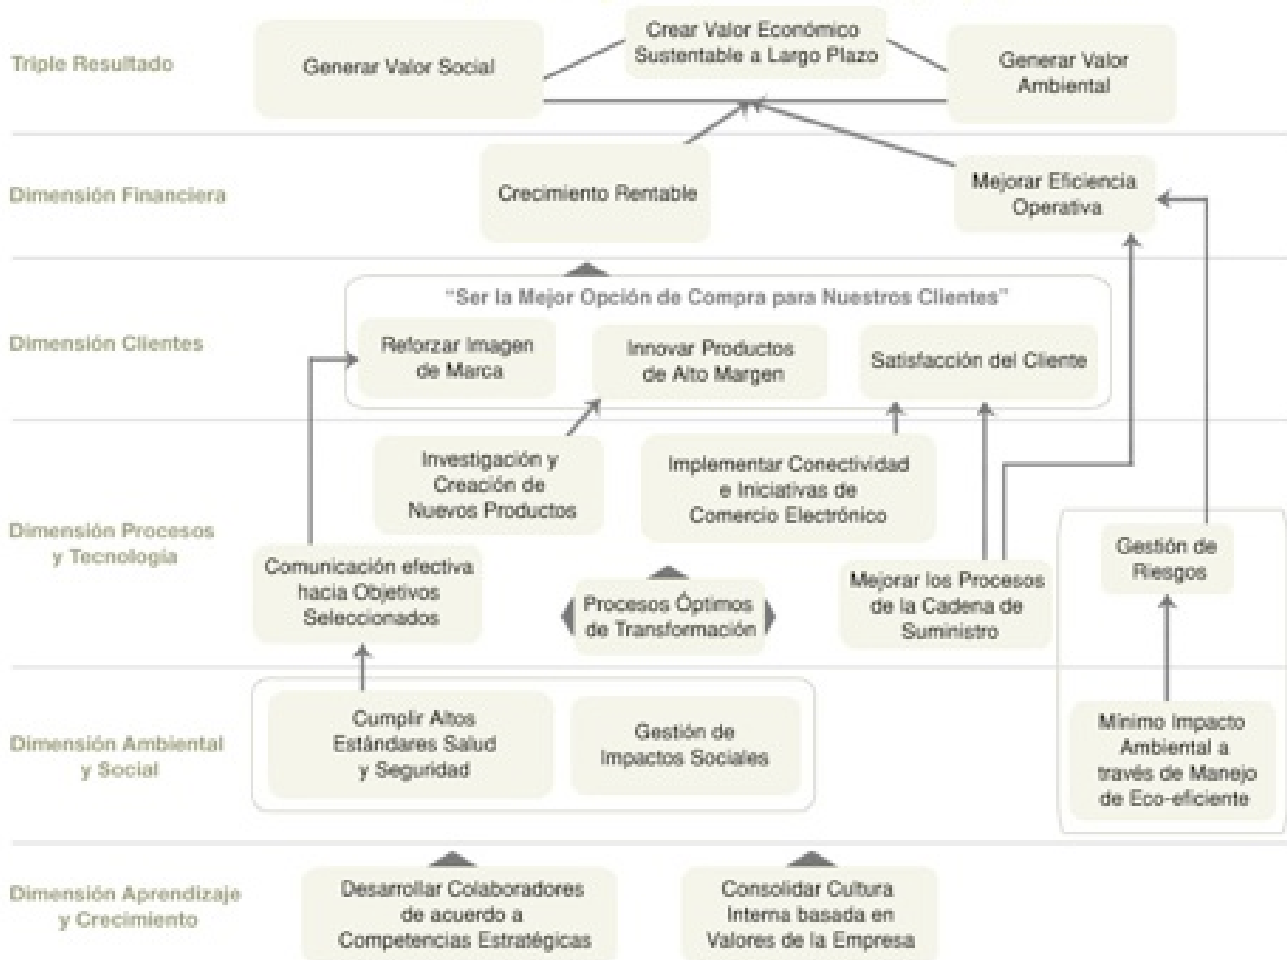 Triple Resultado
Generar Valor Social
Crear Valor Económico
Sustentable a Largo Plazo
Generar Valor
Ambiental
Dimensión Financiera
Crecimiento Rentable
Mejorar Eficiencia
Operativa
Dimensión Clientes
“Ser la Mejor Opción de Compra para Nuestros Clientes”
Reforzar Imagen
de Marca
Innovar Productos
de Alto Margen
Satisfacción del Cliente
Dimensión Procesos
y Tecnología
Investigación y
Creación de
Nuevos Productos
Implementar Conectividad
e Iniciativas de
Comercio Electrónico
Comunicación efectiva
hacia Objetivos
Seleccionados
Procesos Óptimos
de Transformación
Mejorar los Procesos
de la Cadena de
Suministro
Gestión de
Riesgos
Dimensión Ambiental
y Social
Cumplir Altos
Estándares Salud
y Seguridad
Gestión de
Impactos Sociales
Mínimo Impacto
Ambiental a
través de Manejo
de Eco-eficiente
Dimensión Aprendizaje
y Crecimiento
Desarrollar Colaboradores
de acuerdo a
Competencias Estratégicas
Consolidar Cultura
Interna basada en
Valores de la Empresa